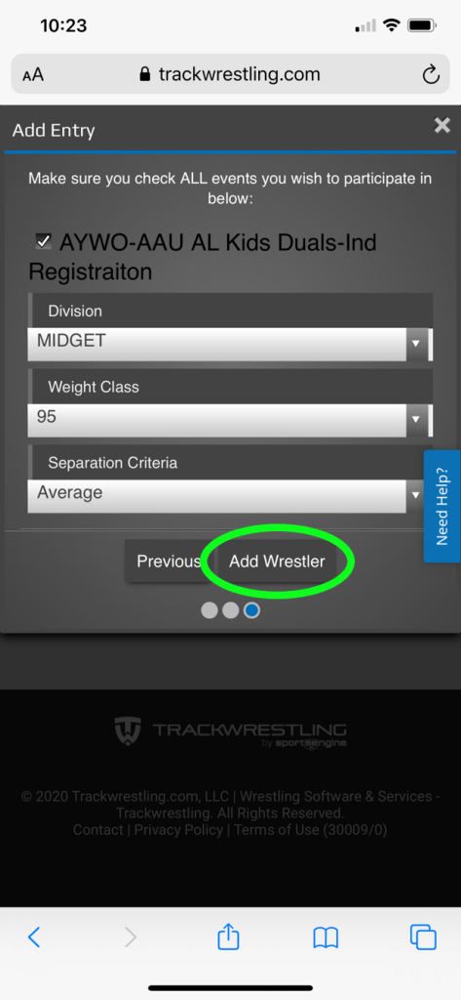 10:23
AA trackwrestling.com
Add Entry
Make sure you check ALL events you wish to participate in
below:
AYWO-AAU AL Kids Duals-Ind
Registraiton
Division
MIDGET
Weight Class
95
Separation Criteria
Average
Need Help?
Previous Add Wrestler
TRACKWRESTLING
by sportsengine
© 2020 Trackwrestling.com, LLC | Wrestling Software & Services -
Trackwrestling. All Rights Reserved.
Contact | Privacy Policy | Terms of Use (30009/0)